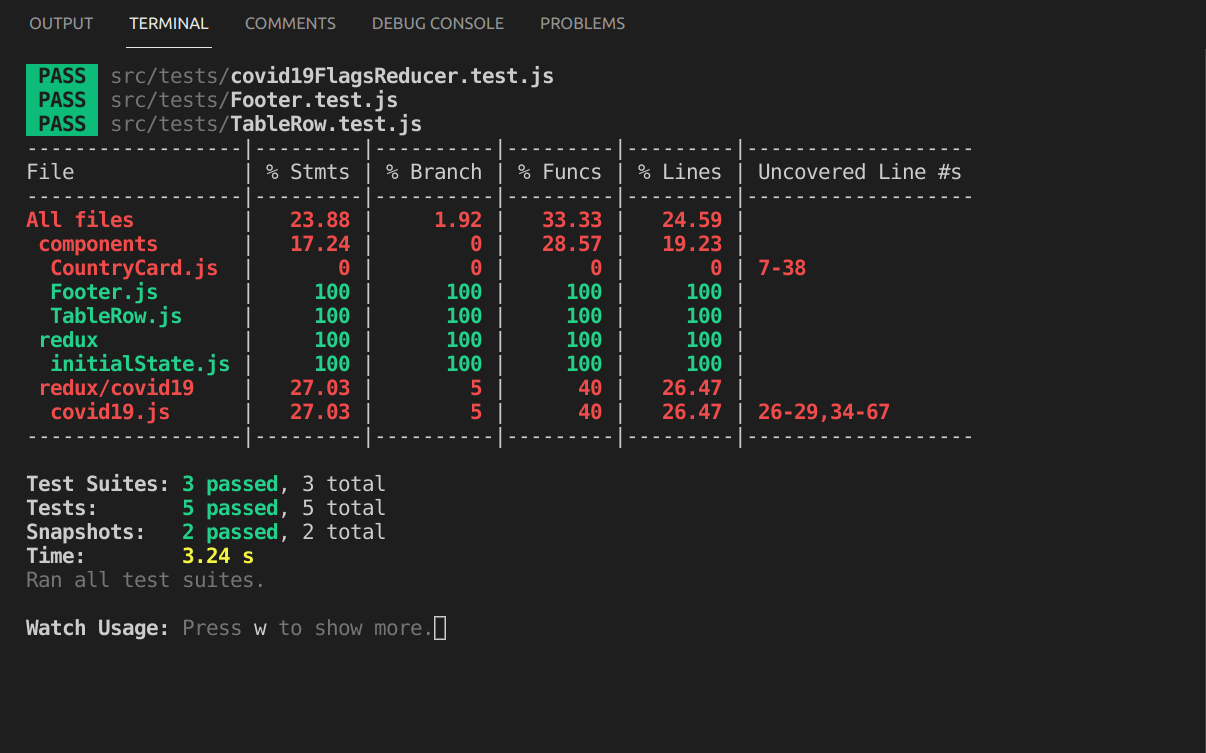 OUTPUT TERMINAL COMMENTS DEBUG CONSOLE PROBLEMS
PASS src/tests/covid19FlagsReducer.test.js
PASS src/tests/Footer.test.js
PASS src/tests/TableRow.test.js
------------------|---------|----------|---------|---------|-------------------
File              | % Stmts | % Branch | % Funcs | % Lines | Uncovered Line #s
------------------|---------|----------|---------|---------|-------------------
All files         |   23.88 |     1.92 |   33.33 |   24.59 |
 components       |   17.24 |        0 |   28.57 |   19.23 |
  CountryCard.js  |       0 |        0 |       0 |       0 | 7-38
  Footer.js       |     100 |      100 |     100 |     100 |
  TableRow.js     |     100 |      100 |     100 |     100 |
 redux            |     100 |      100 |     100 |     100 |
  initialState.js |     100 |      100 |     100 |     100 |
 redux/covid19    |   27.03 |        5 |      40 |   26.47 |
  covid19.js      |   27.03 |        5 |      40 |   26.47 | 26-29,34-67
------------------|---------|----------|---------|---------|-------------------
Test Suites: 3 passed, 3 total
Tests:       5 passed, 5 total
Snapshots:   2 passed, 2 total
Time:        3.24 s
Ran all test suites.
Watch Usage: Press w to show more.